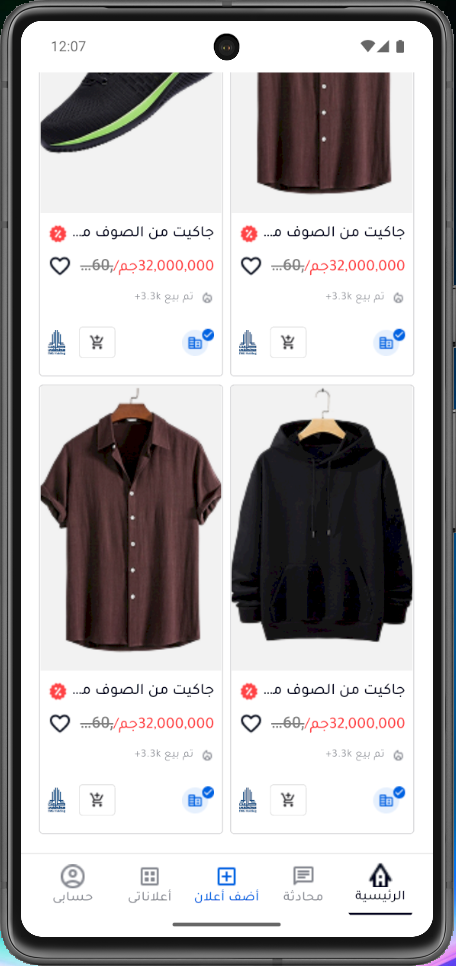 12:07
جاكيت من الصوف م...
32,000,000جم/60,...
تم بيع 3.3k+
جاكيت من الصوف م...
32,000,000جم/60,...
تم بيع 3.3k+
جاكيت من الصوف م...
32,000,000جم/60,...
تم بيع 3.3k+
جاكيت من الصوف م...
32,000,000جم/60,...
تم بيع 3.3k+
الرئيسية
محادثة
أضف أعلان
أعلاناتى
حسابى